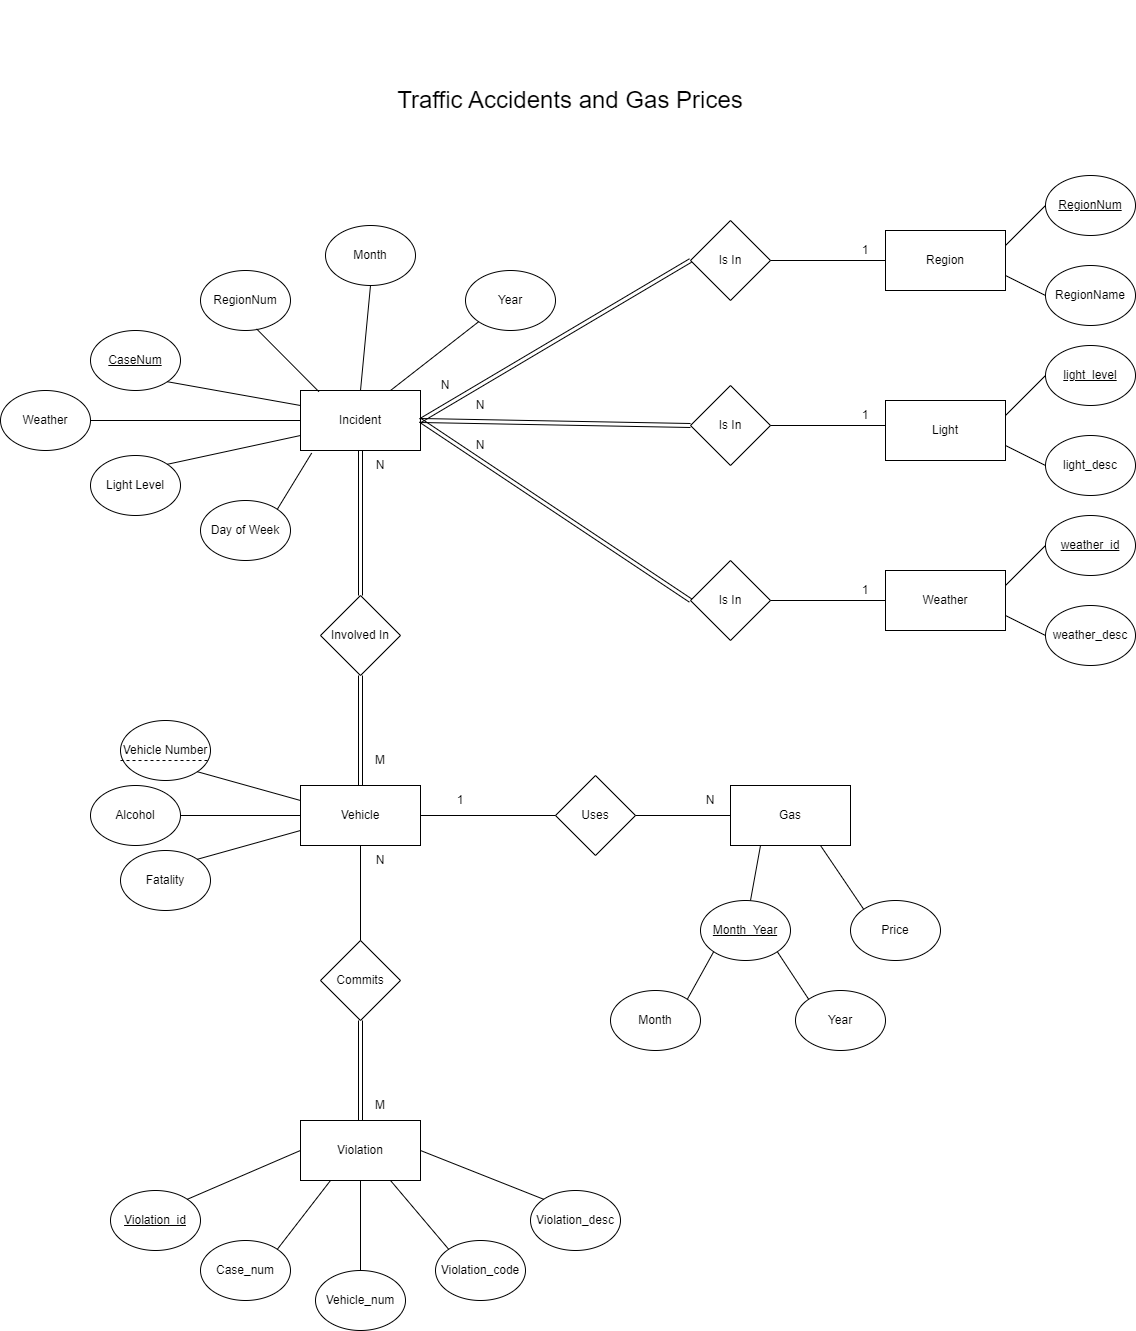 Traffic Accidents and Gas Prices
RegionNum
Month
Is In
1
Region
RegionNum
Year
RegionName
CaseNum
N
light_level
Weather
Incident
N
Is In
1
Light
N
light_desc
Light Level
N
Day of Week
weather_id
Is In
1
Weather
Involved In
weather_desc
Vehicle Number
M
Alcohol
Vehicle
1
Uses
N
Gas
Fatality
N
Month_Year
Price
Commits
Month
Year
M
Violation
Violation_id
Violation_desc
Case_num
Violation_code
Vehicle_num